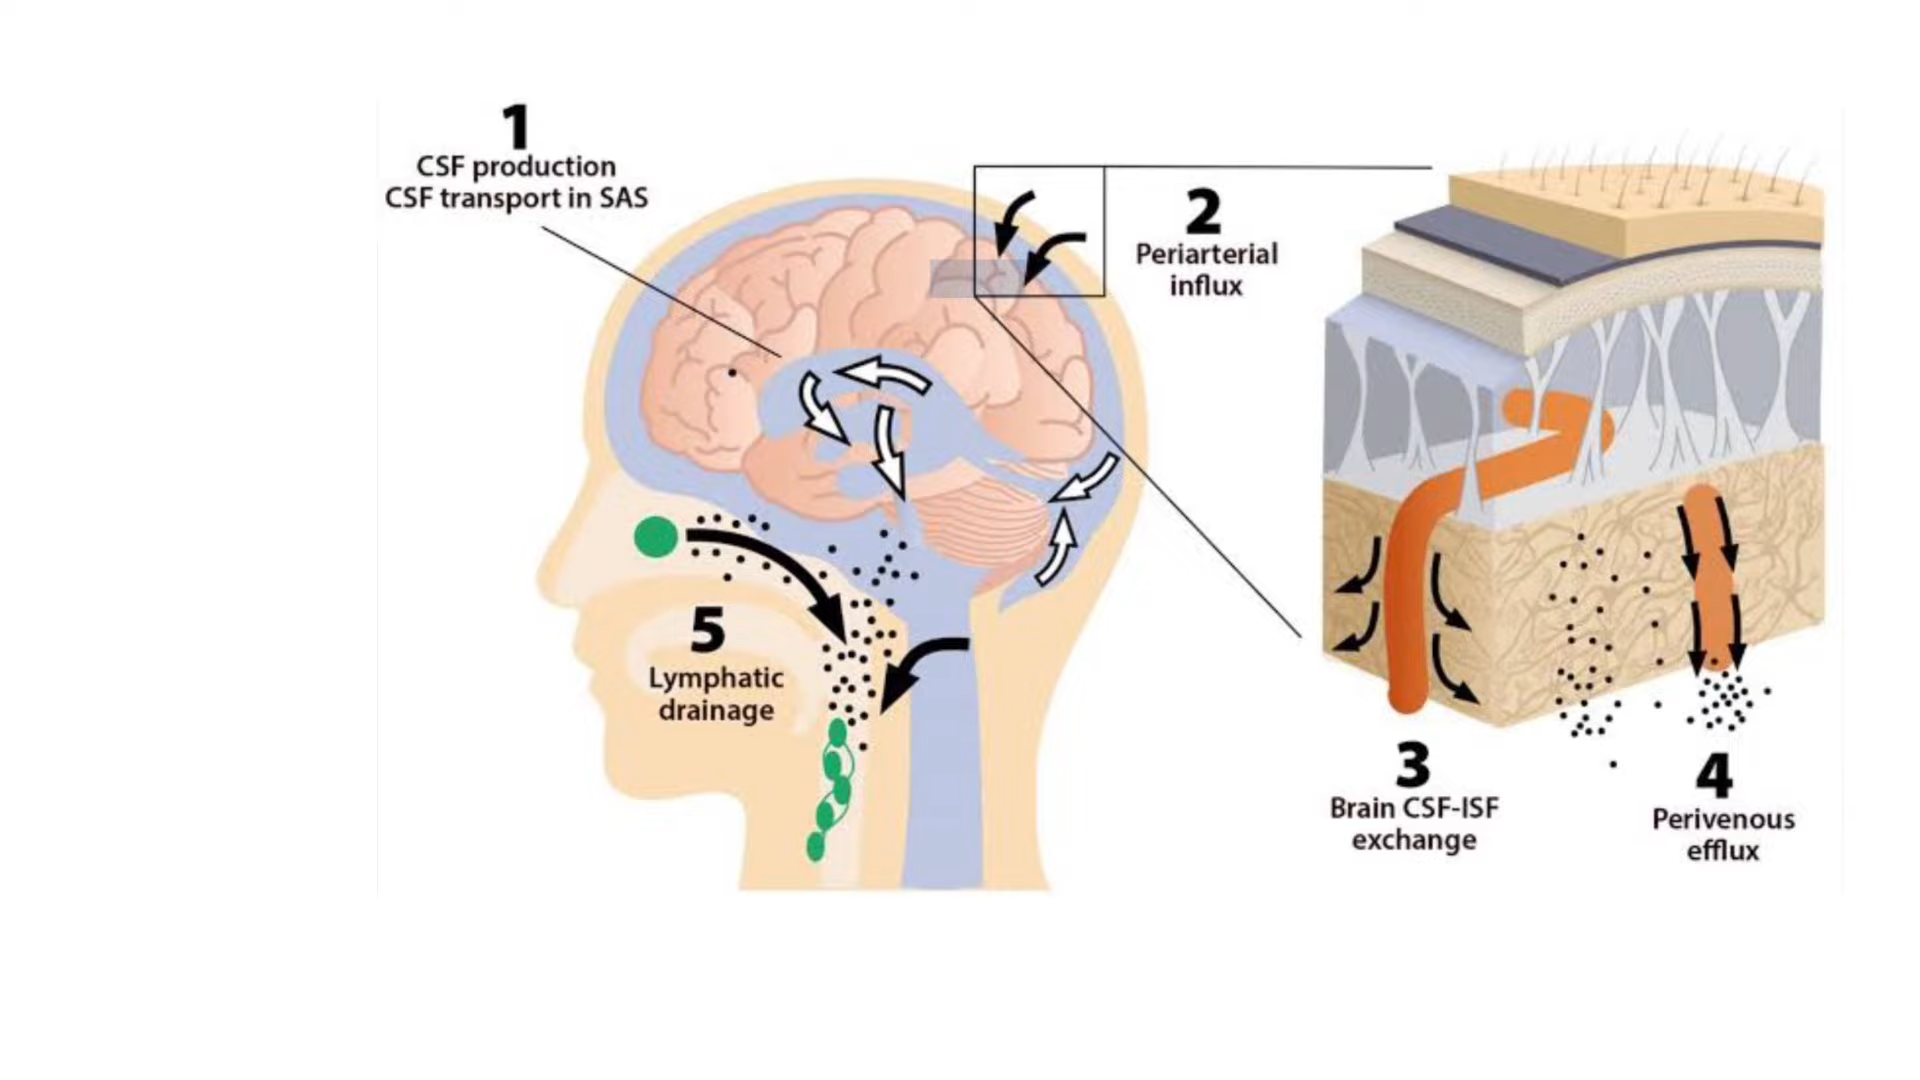 1
CSF production
CSF transport in SAS
2
Periarterial
influx
3
Brain CSF-ISF
exchange
4
Perivenous
efflux
5
Lymphatic
drainage